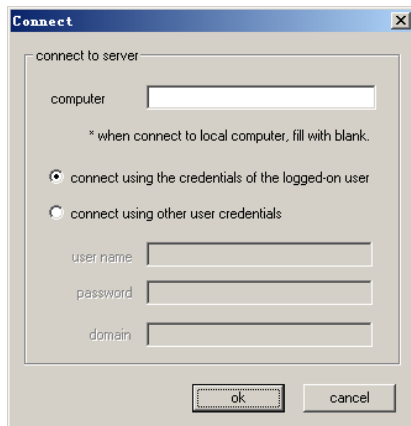 Connect
connect to server
computer
* when connect to local computer, fill with blank.
connect using the credentials of the logged-on user
connect using other user credentials
user name
password
domain
ok cancel